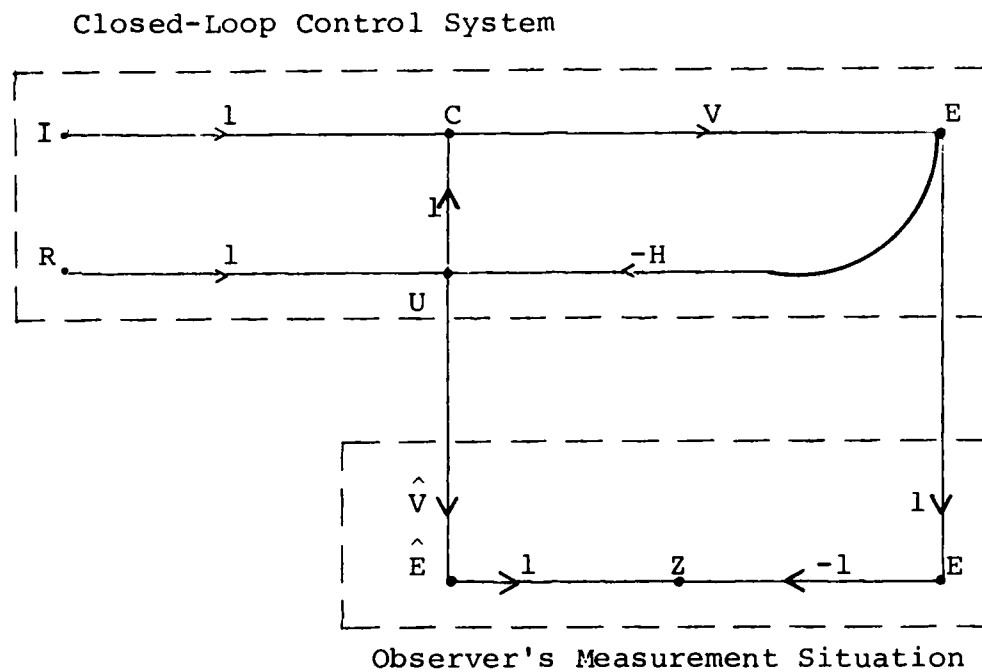 Closed-Loop Control System
1 C V E
I
1
R 1 -H
U
^
V 1
^
E 1 Z -1 E
Observer's Measurement Situation